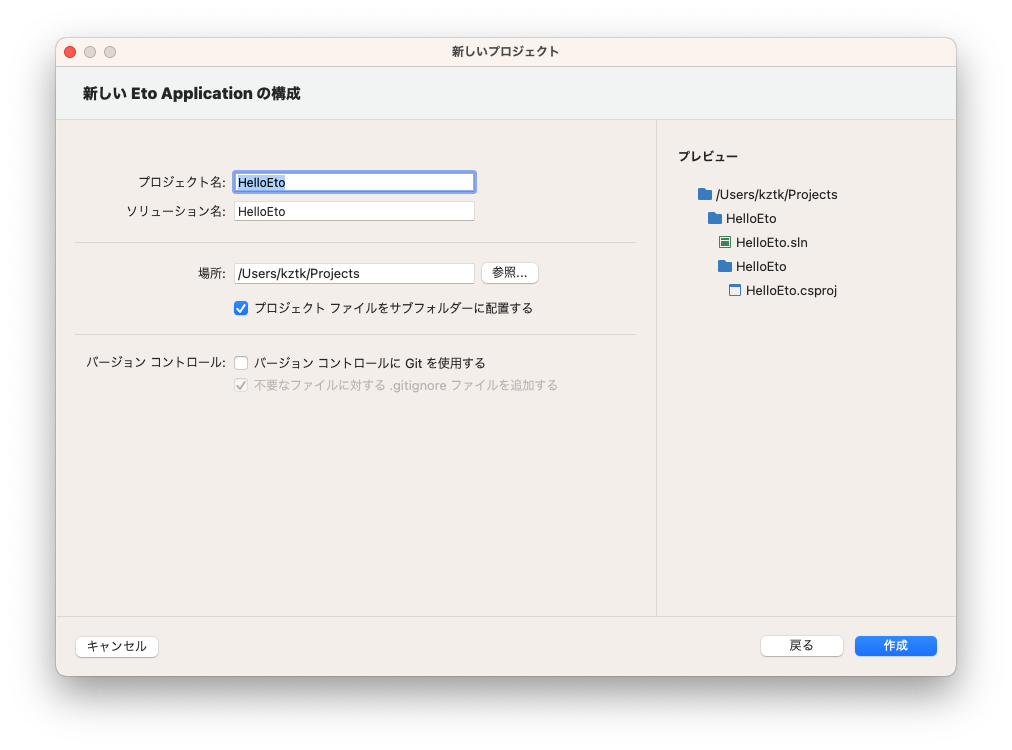 新しいプロジェクト
新しい Eto Application の構成
プロジェクト名: HelloEto
ソリューション名: HelloEto
場所: /Users/kztk/Projects 参照...
プロジェクト ファイルをサブフォルダーに配置する
バージョン コントロール: バージョン コントロールに Git を使用する
不要なファイルに対する .gitignore ファイルを追加する
プレビュー
/Users/kztk/Projects
HelloEto
HelloEto.sln
HelloEto
HelloEto.csproj
キャンセル 戻る 作成